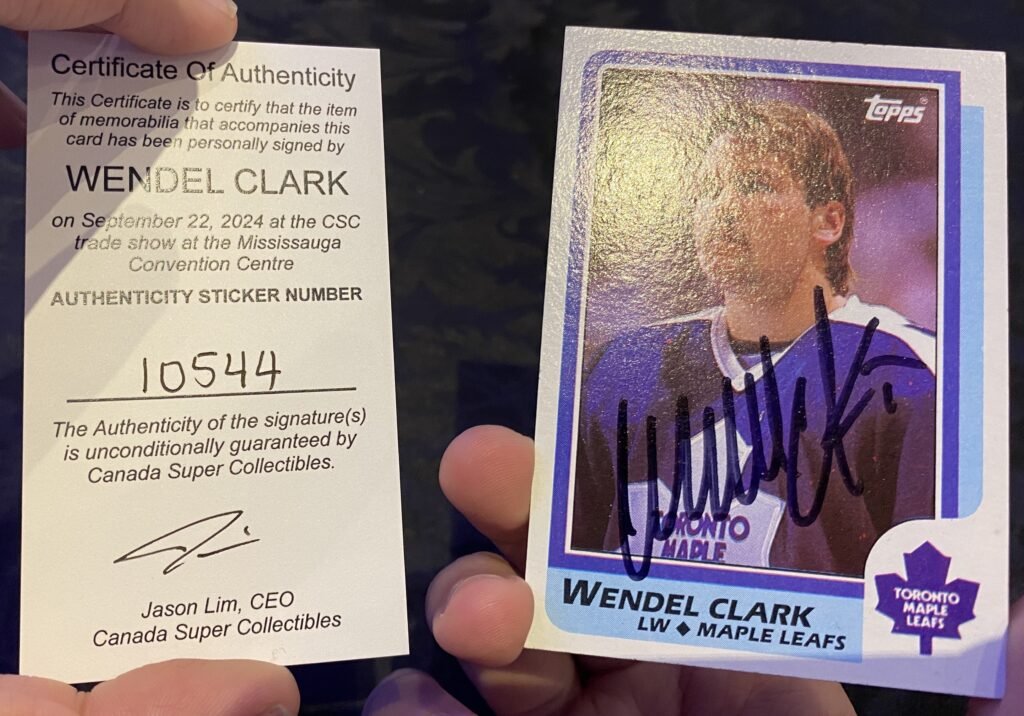 Certificate Of Authenticity
This Certificate is to certify that the item
of memorabilia that accompanies this
card has been personally signed by
WENDEL CLARK
on September 22, 2024 at the CSC
trade show at the Mississauga
Convention Centre
AUTHENTICITY STICKER NUMBER
10544
The Authenticity of the signature(s)
is unconditionally guaranteed by
Canada Super Collectibles.
Jason Lim, CEO
Canada Super Collectibles
Topps®
TORONTO
MAPLE
WENDEL CLARK
LW ◆ MAPLE LEAFS
TORONTO
MAPLE
LEAFS